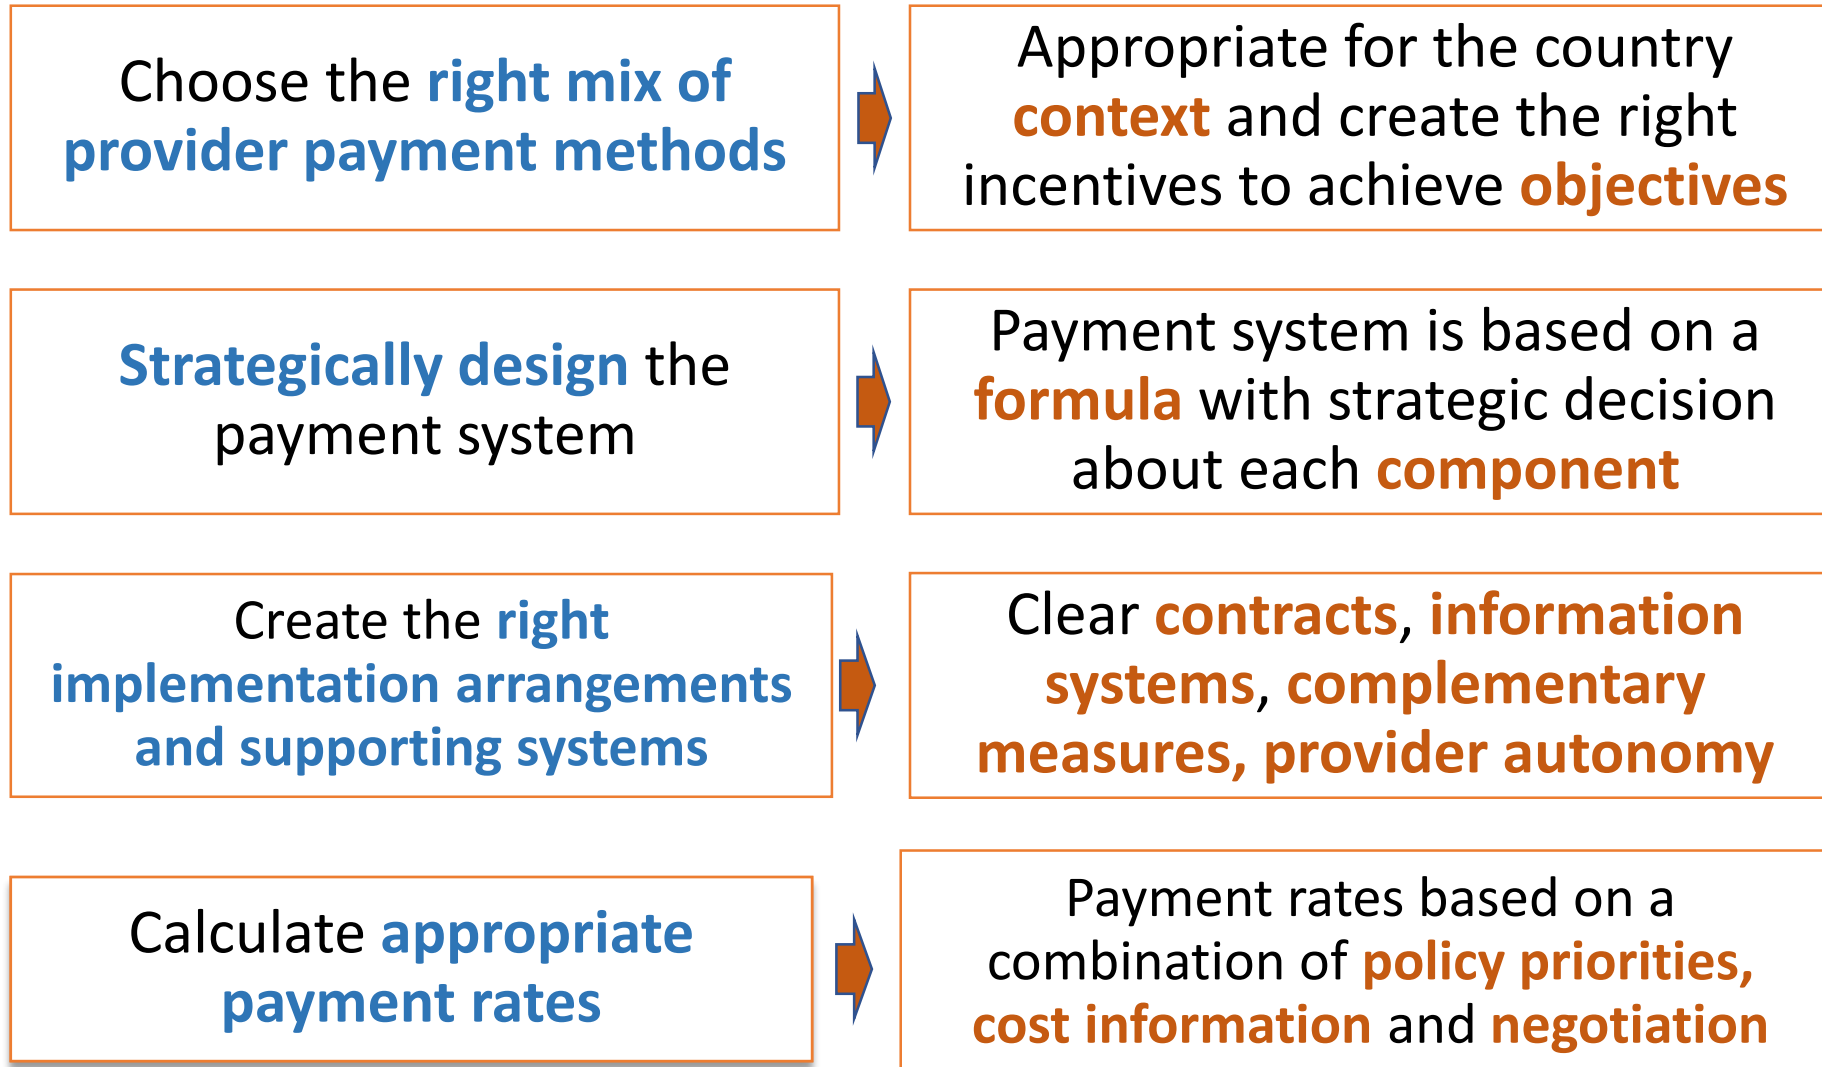 Choose the right mix of
provider payment methods
Appropriate for the country
context and create the right
incentives to achieve objectives
Strategically design the
payment system
Payment system is based on a
formula with strategic decision
about each component
Create the right
implementation arrangements
and supporting systems
Clear contracts, information
systems, complementary
measures, provider autonomy
Calculate appropriate
payment rates
Payment rates based on a
combination of policy priorities,
cost information and negotiation